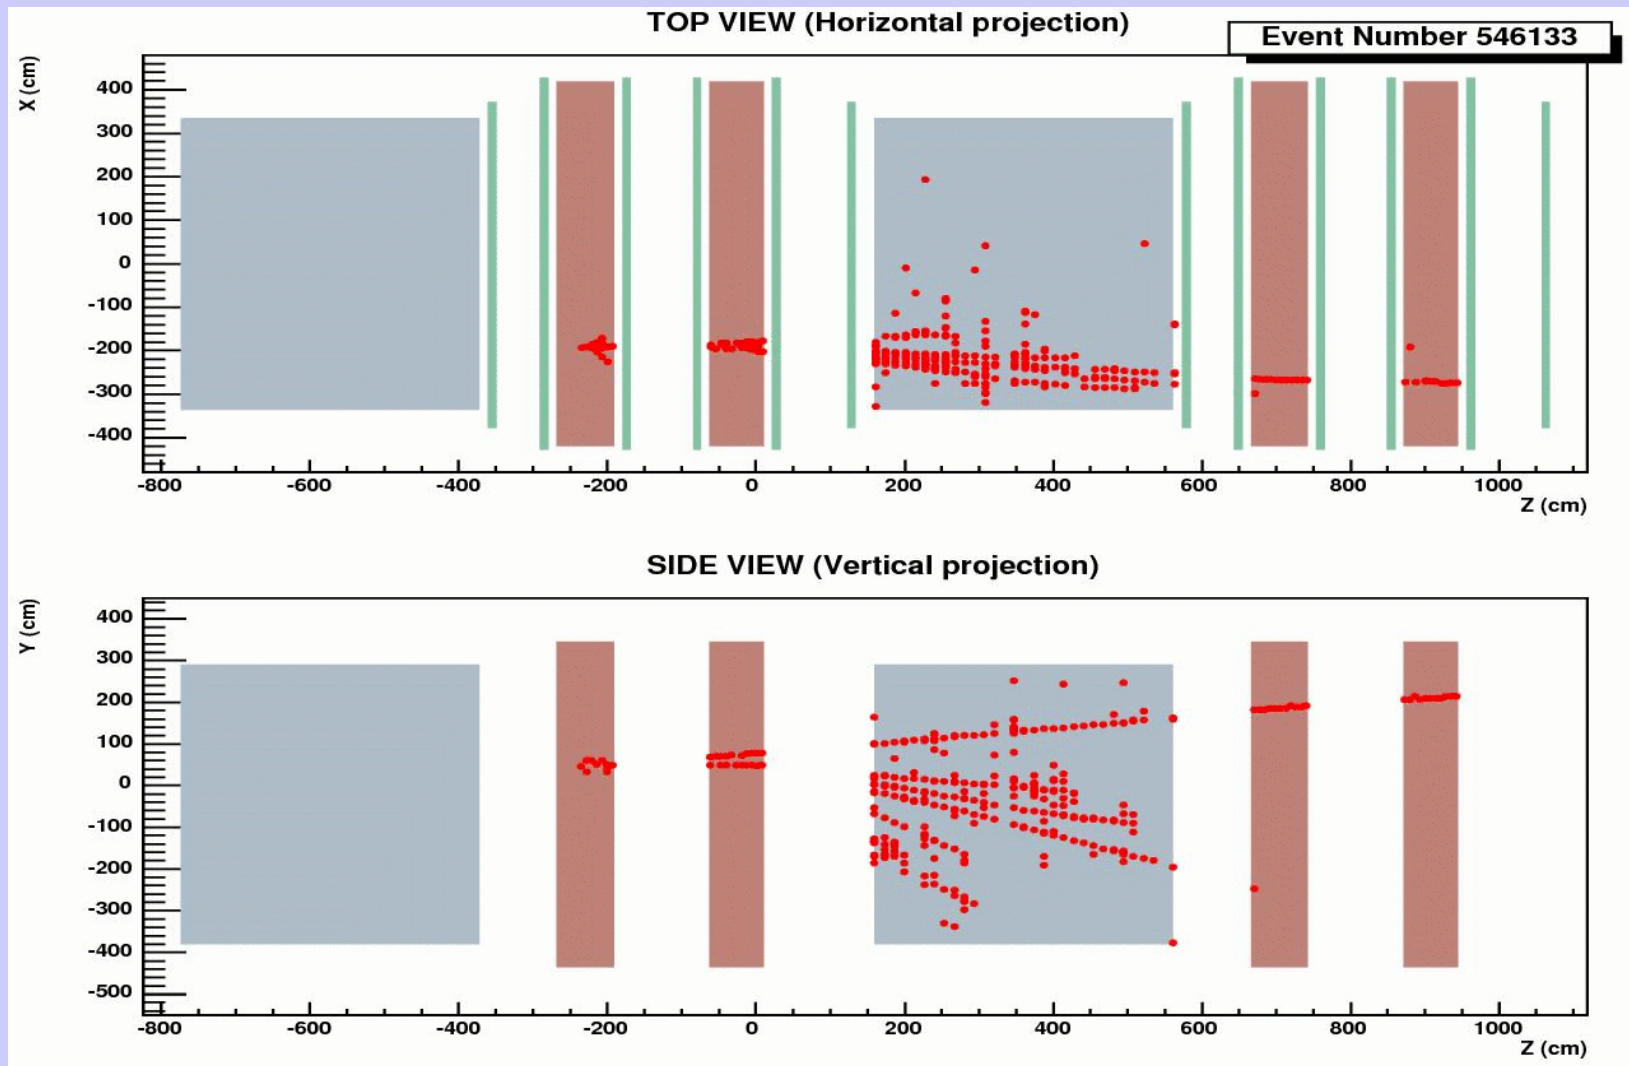 TOP VIEW (Horizontal projection)
Event Number 546133
X (cm)
400
300
200
100
0
-100
-200
-300
-400
-800 -600 -400 -200 0 200 400 600 800 1000
Z (cm)
SIDE VIEW (Vertical projection)
Y (cm)
400
300
200
100
0
-100
-200
-300
-400
-500
-800 -600 -400 -200 0 200 400 600 800 1000
Z (cm)